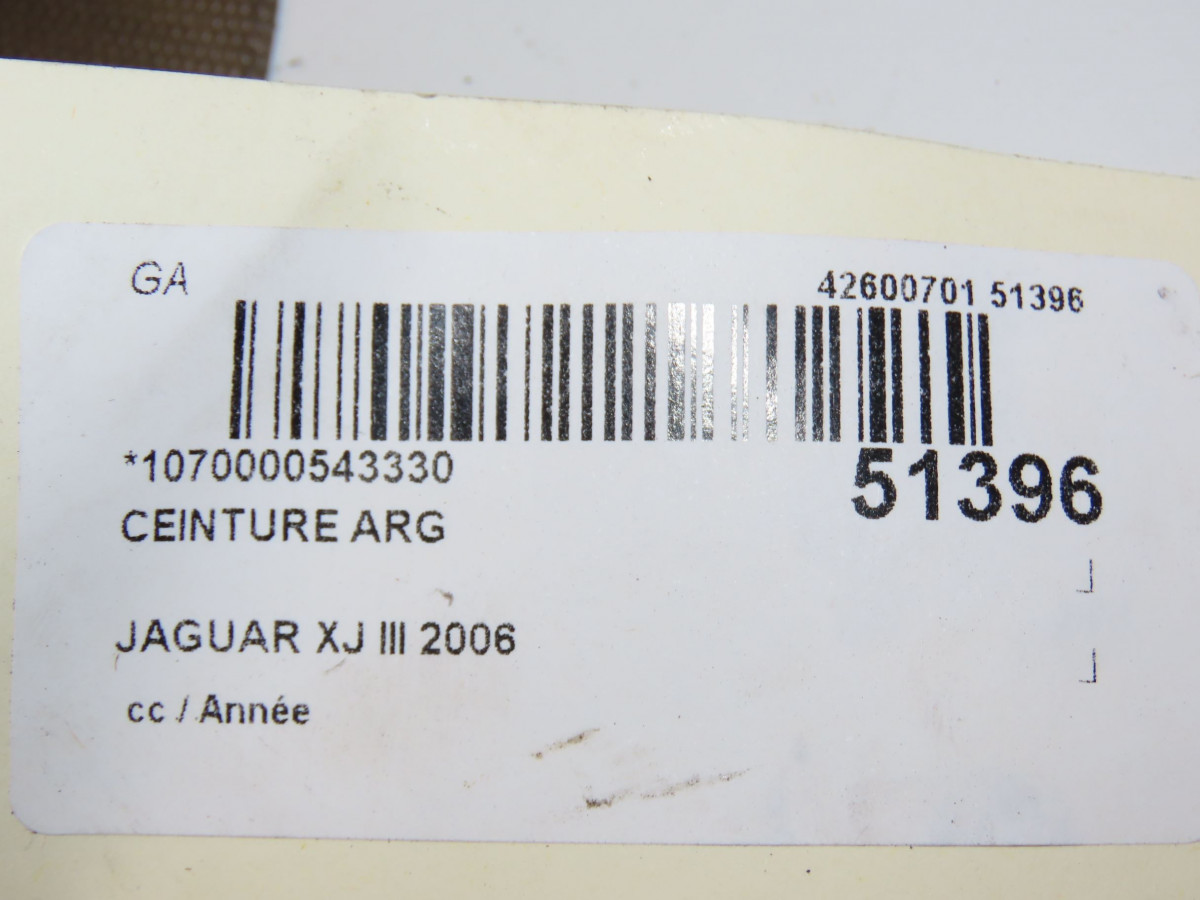 GA
42600701 51396
*1070000543330
51396
CEINTURE ARG
JAGUAR XJ III 2006
cc / Année